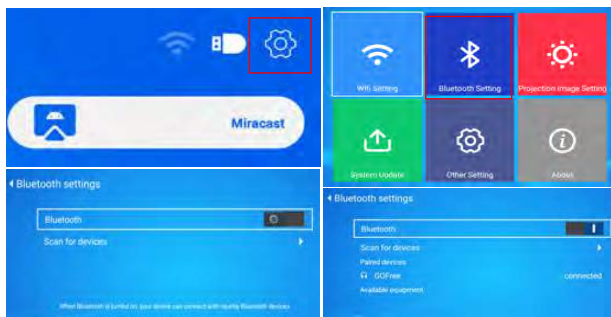 Miracast
Wifi Setting
Bluetooth Setting
Projection Image Setting
System Update
Other Setting
About
Bluetooth settings
Bluetooth
0
Scan for devices
When Bluetooth is turned on, your device can connect with nearby Bluetooth devices
Bluetooth settings
Bluetooth
I
Scan for devices
Paired devices
GOFree
connected
Available equipment